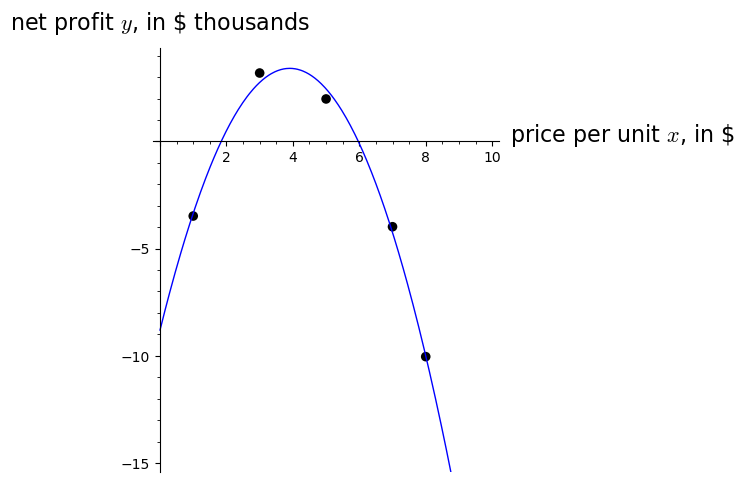 net profit y, in $ thousands
price per unit x, in $
2 4 6 8 10
−5
−10
−15